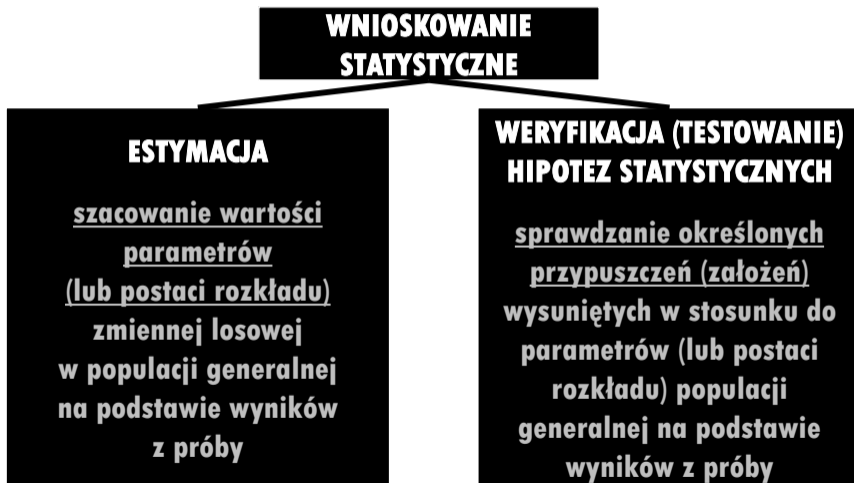 WNIOSKOWANIE
STATYSTYCZNE
ESTYMACJA
szacowanie wartości
parametrów
(lub postaci rozkładu)
zmiennej losowej
w populacji generalnej
na podstawie wyników
z próby
WERYFIKACJA (TESTOWANIE)
HIPOTEZ STATYSTYCZNYCH
sprawdzanie określonych
przypuszczeń (założeń)
wysuniętych w stosunku do
parametrów (lub postaci
rozkładu) populacji
generalnej na podstawie
wyników z próby